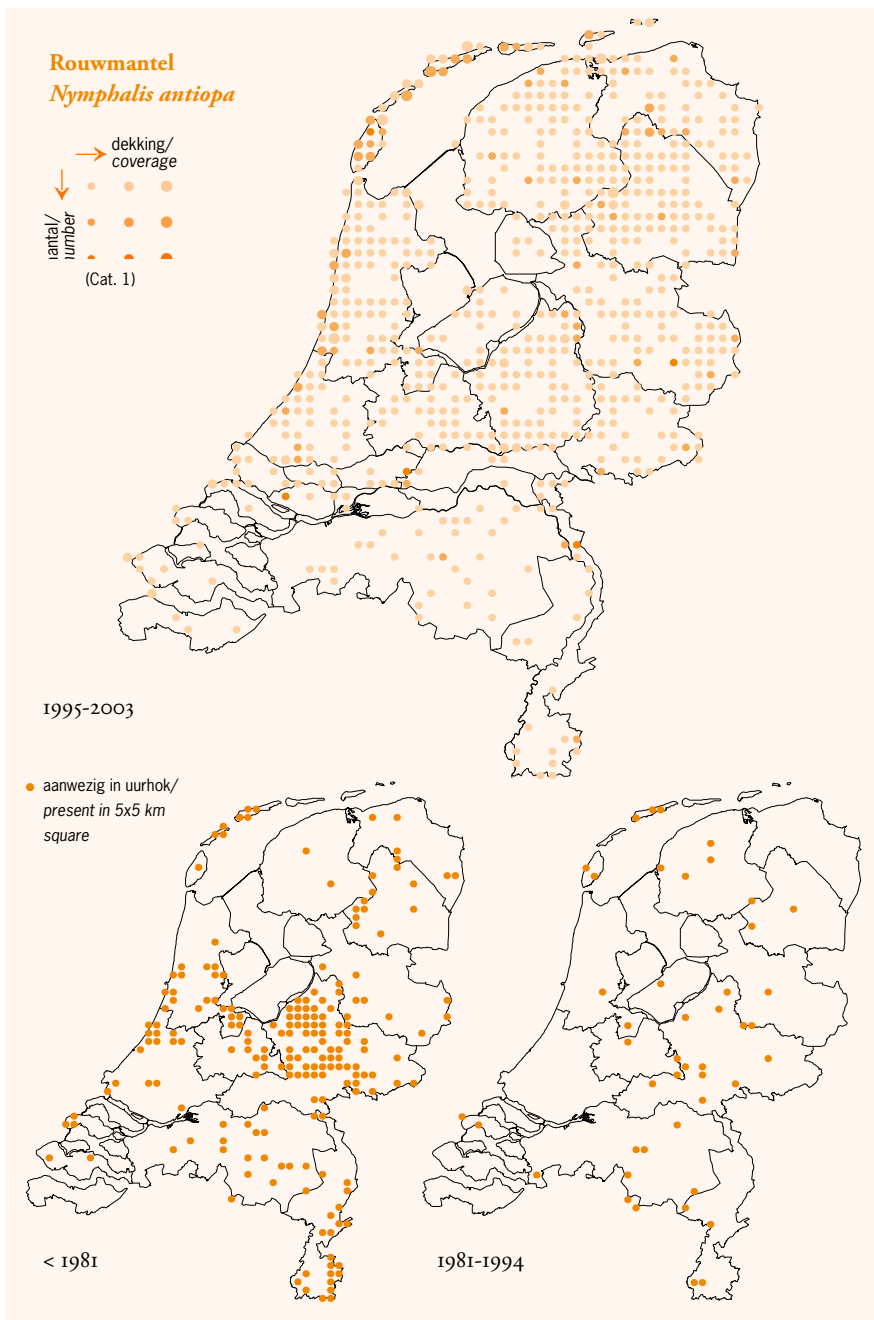 Rouwmantel
Nymphalis antiopa
dekking/
coverage
antal/
umber
(Cat. 1)
1995-2003
aanwezig in uurhok/
present in 5x5 km
square
< 1981
1981-1994